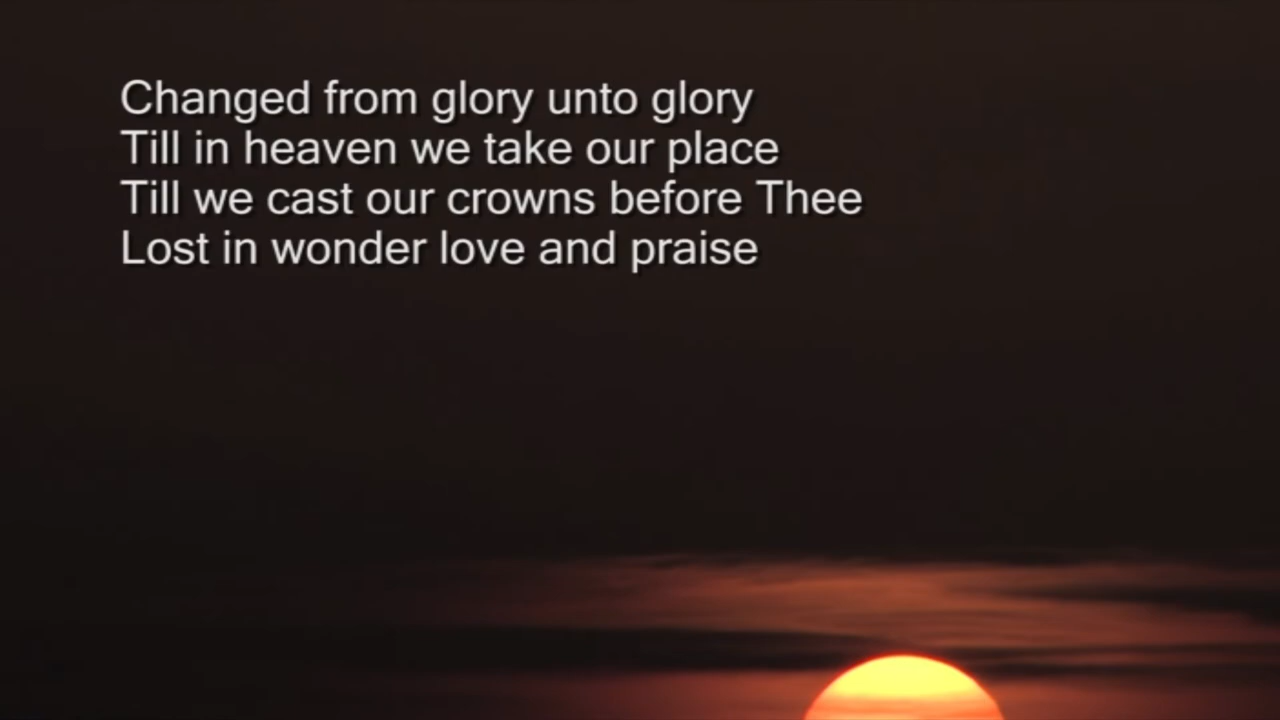 Changed from glory unto glory
Till in heaven we take our place
Till we cast our crowns before Thee
Lost in wonder love and praise